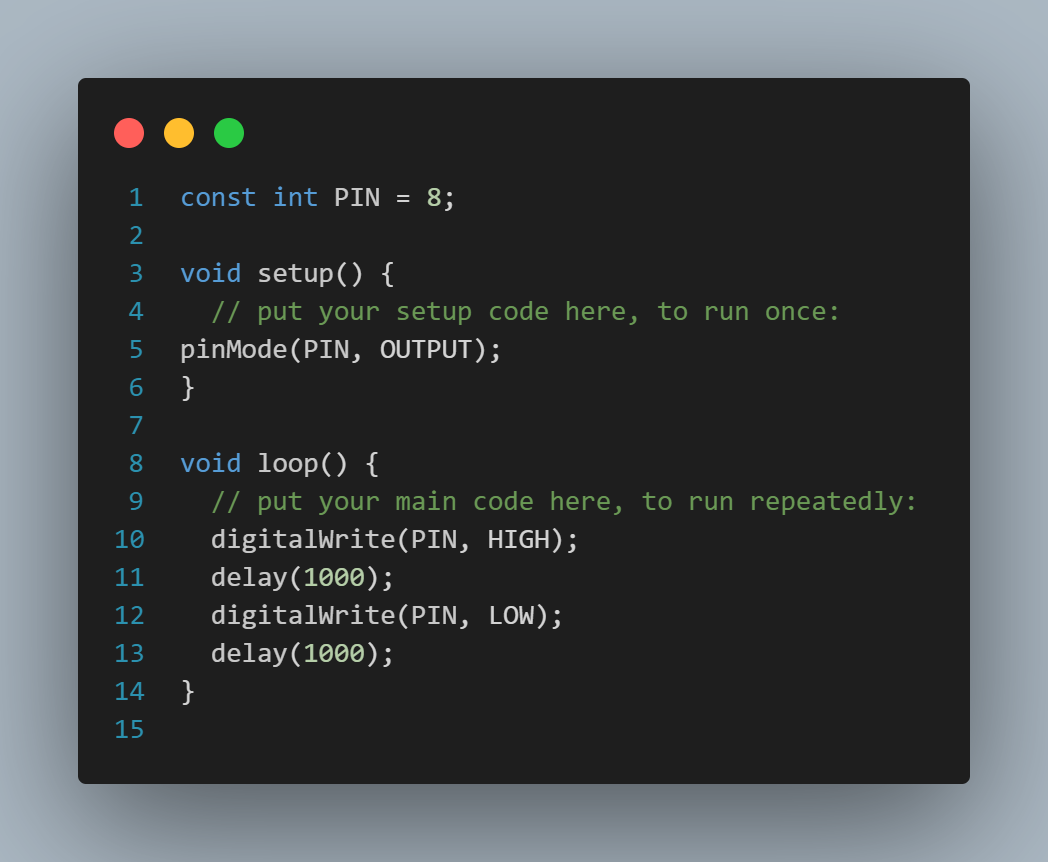 1 const int PIN = 8;
2
3 void setup() {
4   // put your setup code here, to run once:
5 pinMode(PIN, OUTPUT);
6 }
7
8 void loop() {
9   // put your main code here, to run repeatedly:
10   digitalWrite(PIN, HIGH);
11   delay(1000);
12   digitalWrite(PIN, LOW);
13   delay(1000);
14 }
15